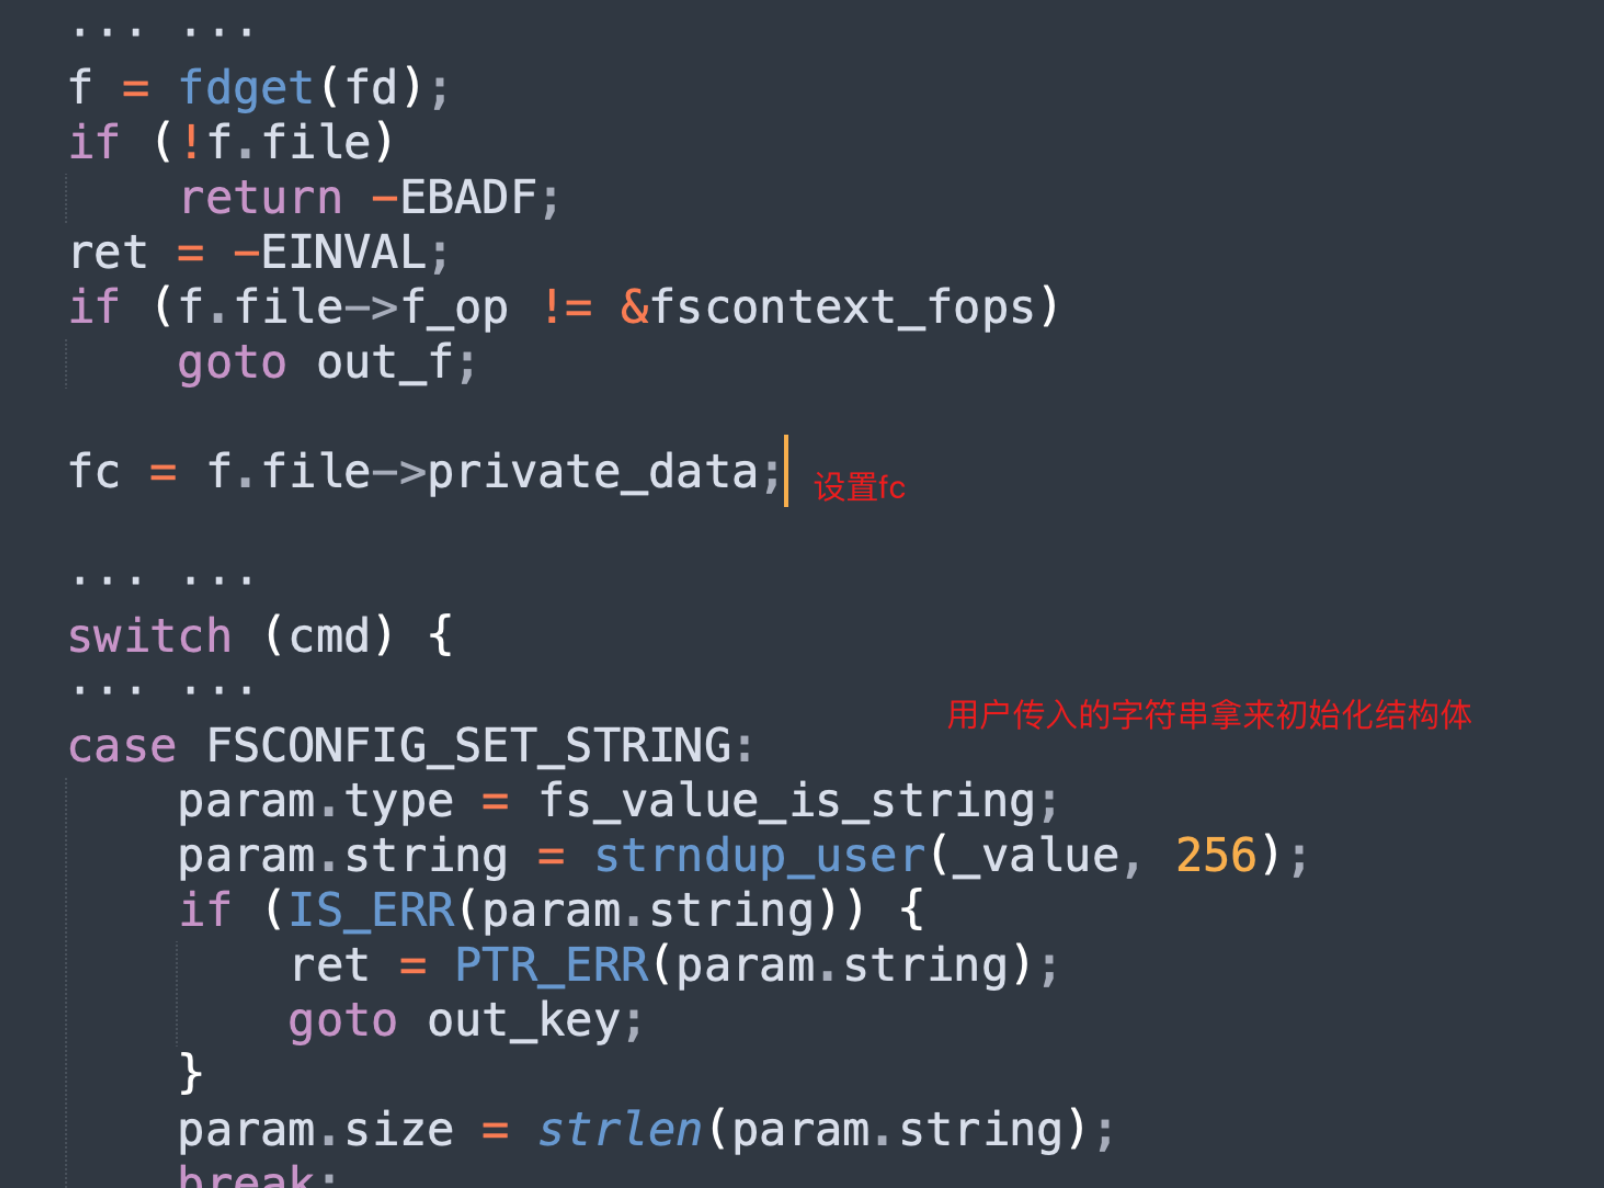 ... ...
f = fdget(fd);
if (!f.file)
    return -EBADF;
ret = -EINVAL;
if (f.file->f_op != &fscontext_fops)
    goto out_f;
fc = f.file->private_data; 设置fc
... ...
switch (cmd) {
... ...
用户传入的字符串拿来初始化结构体
case FSCONFIG_SET_STRING:
    param.type = fs_value_is_string;
    param.string = strndup_user(_value, 256);
    if (IS_ERR(param.string)) {
        ret = PTR_ERR(param.string);
        goto out_key;
    }
    param.size = strlen(param.string);
    break;